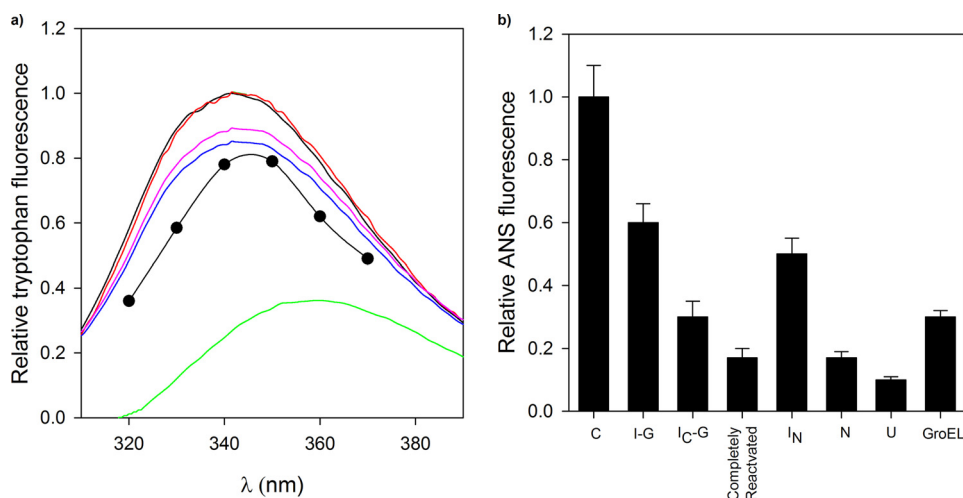 a)
Relative tryptophan fluorescence
1.2
1.0
0.8
0.6
0.4
0.2
0.0
320 340 360 380
λ (nm)
b)
Relative ANS fluorescence
1.2
1.0
0.8
0.6
0.4
0.2
0.0
C I-G IC-G Completely Reactvated IN N U GroEL